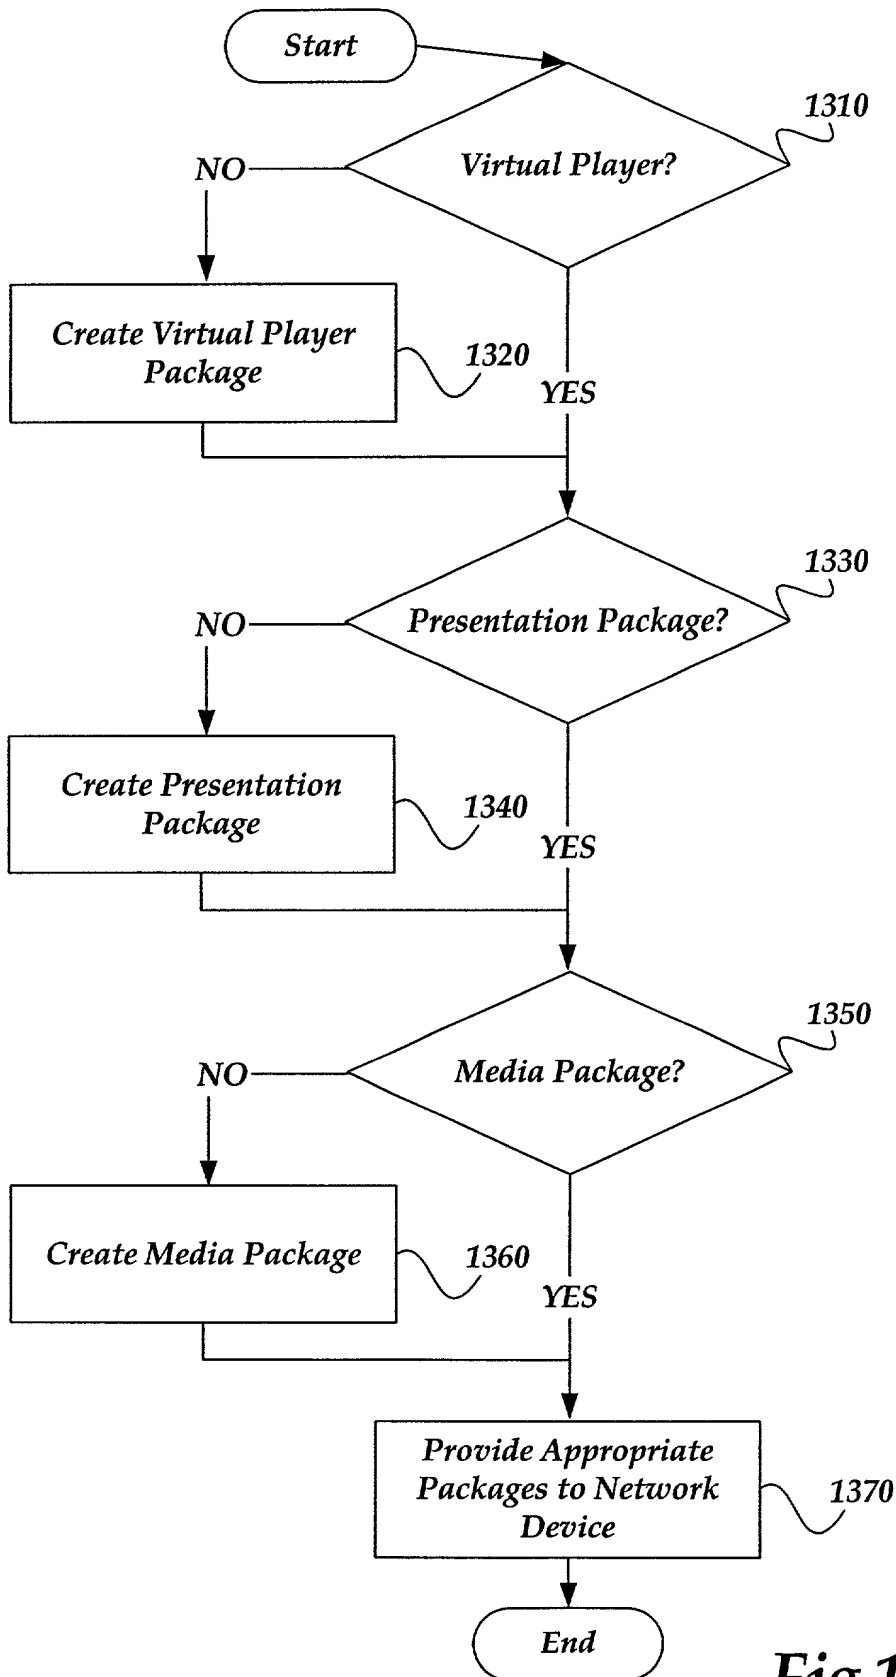 Start
1310
Virtual Player?
NO
Create Virtual Player
Package
1320
YES
1330
Presentation Package?
NO
Create Presentation
Package
1340
YES
1350
Media Package?
NO
Create Media Package
1360
YES
Provide Appropriate
Packages to Network
Device
1370
End